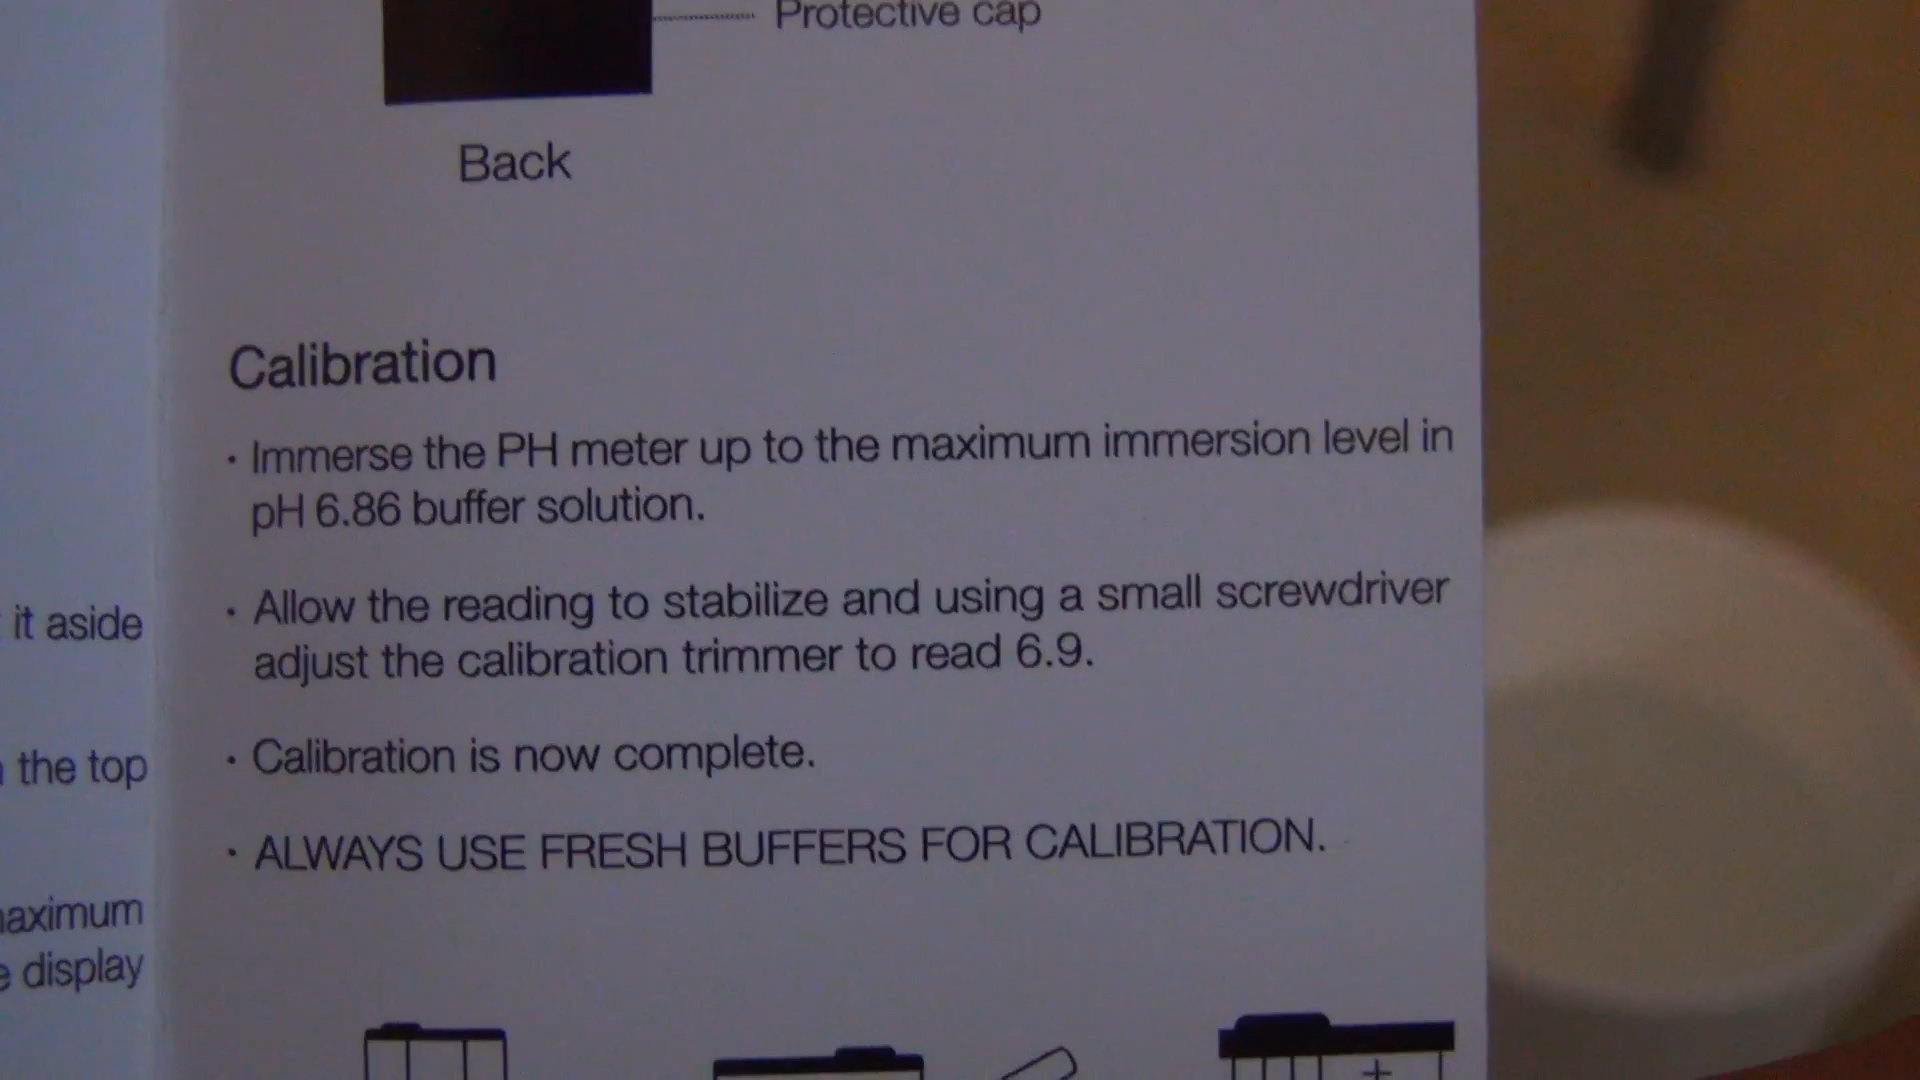 Protective cap
Back
it aside
the top
display
Calibration
· Immerse the PH meter up to the maximum immersion level in
pH 6.86 buffer solution.
· Allow the reading to stabilize and using a small screwdriver
adjust the calibration trimmer to read 6.9.
· Calibration is now complete.
· ALWAYS USE FRESH BUFFERS FOR CALIBRATION.
+